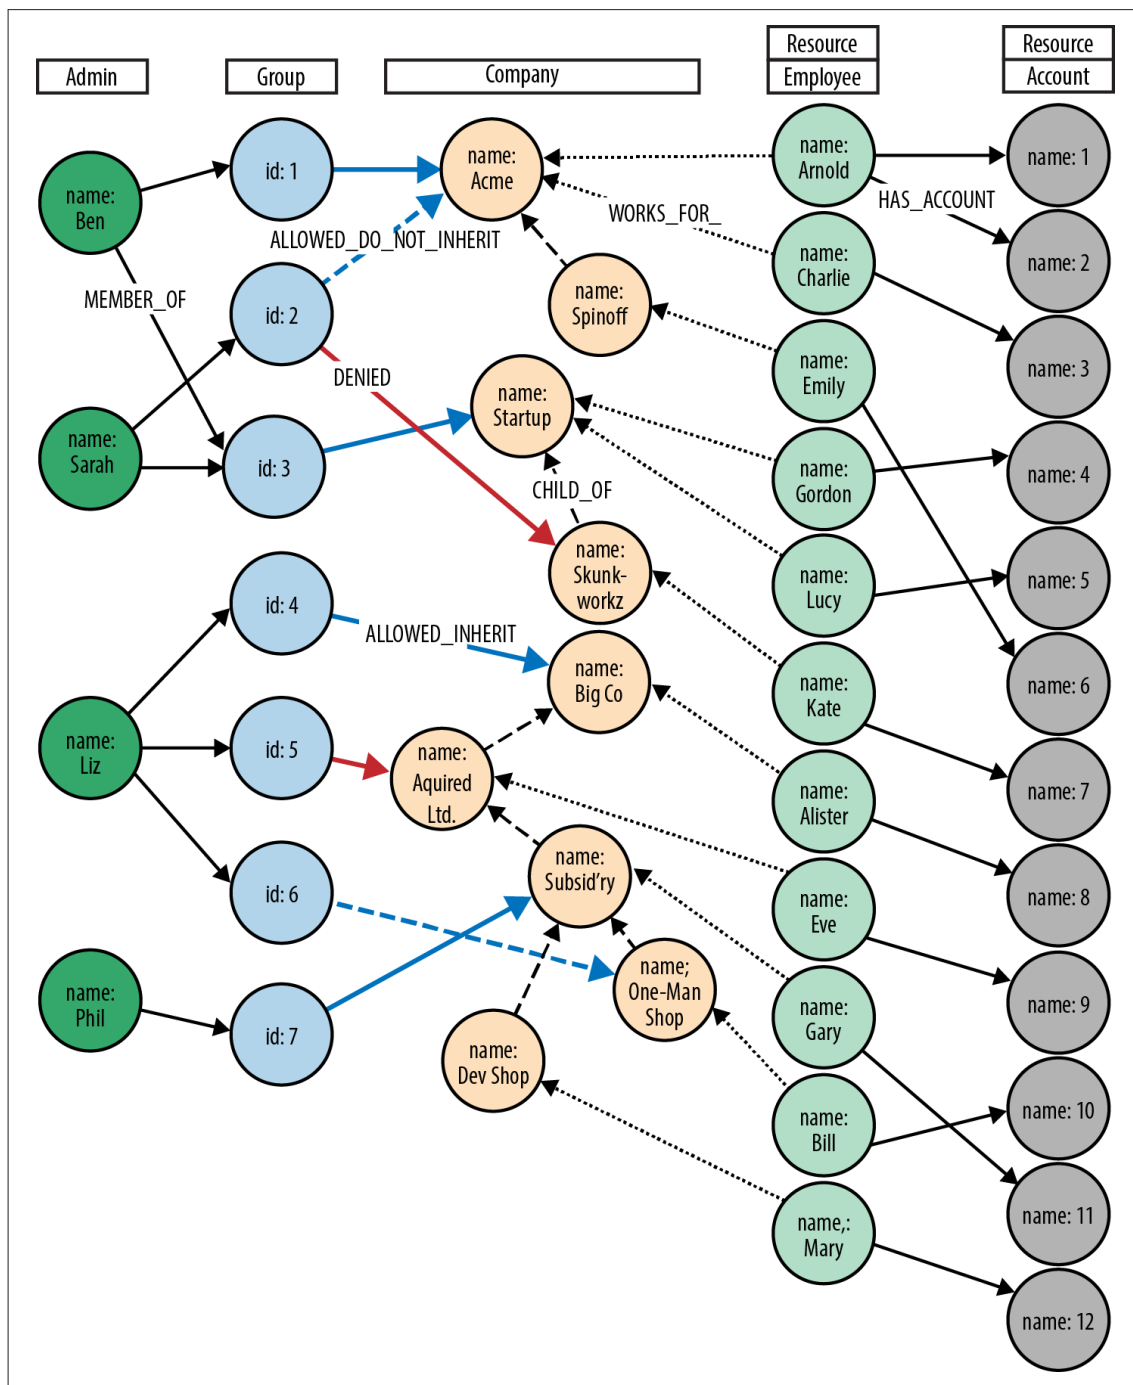 Admin
Group
Company
Resource
Employee
Resource
Account
name:
Ben
name:
Sarah
name:
Liz
name:
Phil
MEMBER_OF
id: 1
id: 2
id: 3
id: 4
id: 5
id: 6
id: 7
ALLOWED_DO_NOT_INHERIT
DENIED
ALLOWED_INHERIT
name:
Acme
name:
Spinoff
name:
Startup
CHILD_OF
name:
Skunk-
workz
name:
Big Co
name:
Aquired
Ltd.
name:
Subsid'ry
name;
One-Man
Shop
name:
Dev Shop
WORKS_FOR_
name:
Arnold
name:
Charlie
name:
Emily
name:
Gordon
name:
Lucy
name:
Kate
name:
Alister
name:
Eve
name:
Gary
name:
Bill
name,:
Mary
HAS_ACCOUNT
name: 1
name: 2
name: 3
name: 4
name: 5
name: 6
name: 7
name: 8
name: 9
name: 10
name: 11
name: 12